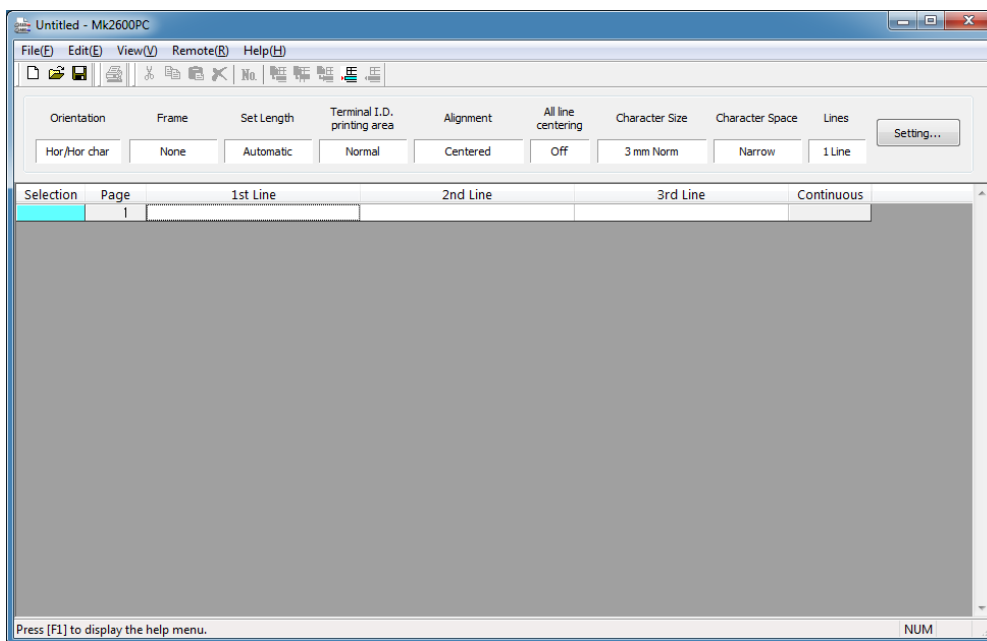 Untitled - Mk2600PC
File(F) Edit(E) View(V) Remote(R) Help(H)
No.
Orientation Frame Set Length Terminal I.D. printing area Alignment All line centering Character Size Character Space Lines
Hor/Hor char None Automatic Normal Centered Off 3 mm Norm Narrow 1 Line Setting...
Selection Page 1st Line 2nd Line 3rd Line Continuous
1
Press [F1] to display the help menu. NUM